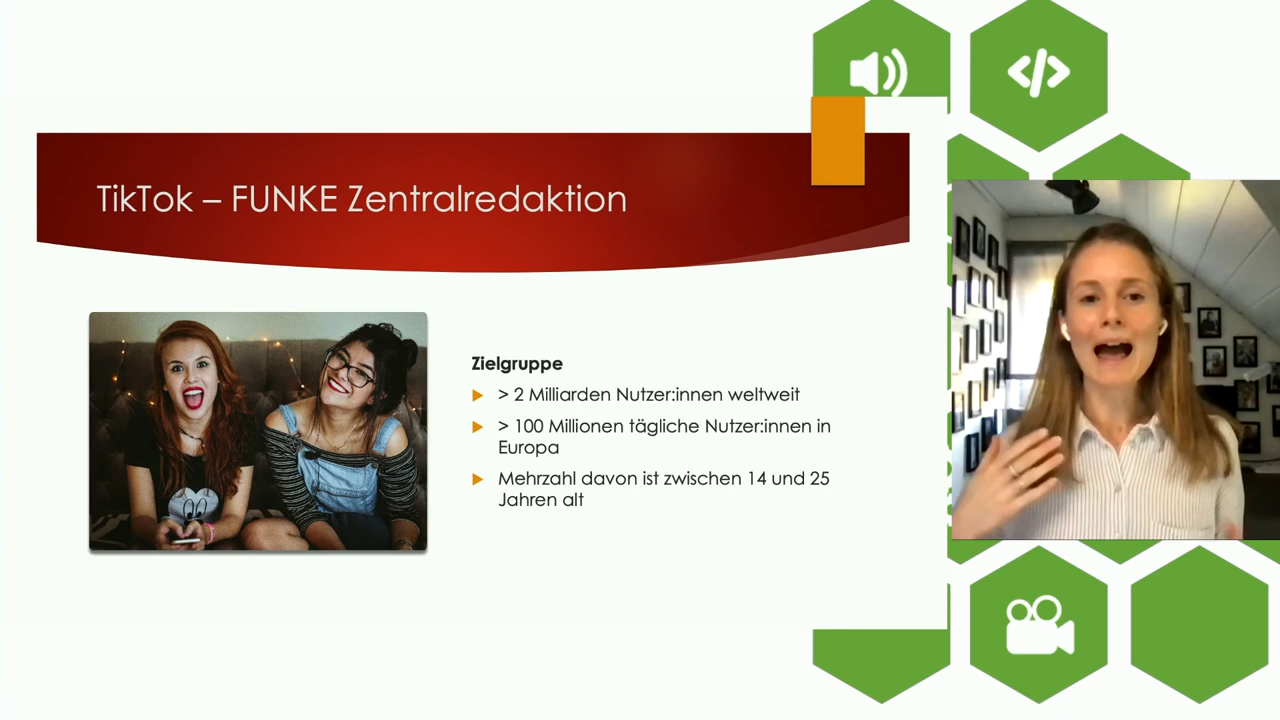 TikTok – FUNKE Zentralredaktion
Zielgruppe
> 2 Milliarden Nutzer:innen weltweit
> 100 Millionen tägliche Nutzer:innen in
Europa
Mehrzahl davon ist zwischen 14 und 25
Jahren alt